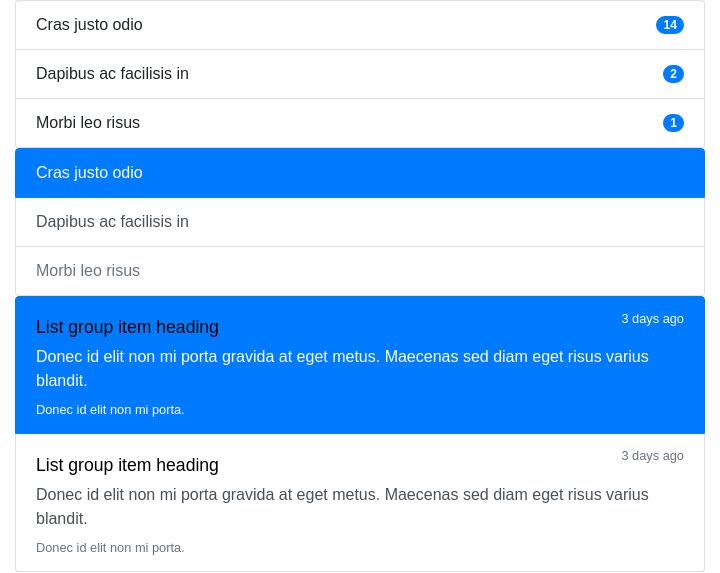 Cras justo odio 14
Dapibus ac facilisis in 2
Morbi leo risus 1
Cras justo odio
Dapibus ac facilisis in
Morbi leo risus
List group item heading 3 days ago
Donec id elit non mi porta gravida at eget metus. Maecenas sed diam eget risus varius
blandit.
Donec id elit non mi porta.
List group item heading 3 days ago
Donec id elit non mi porta gravida at eget metus. Maecenas sed diam eget risus varius
blandit.
Donec id elit non mi porta.